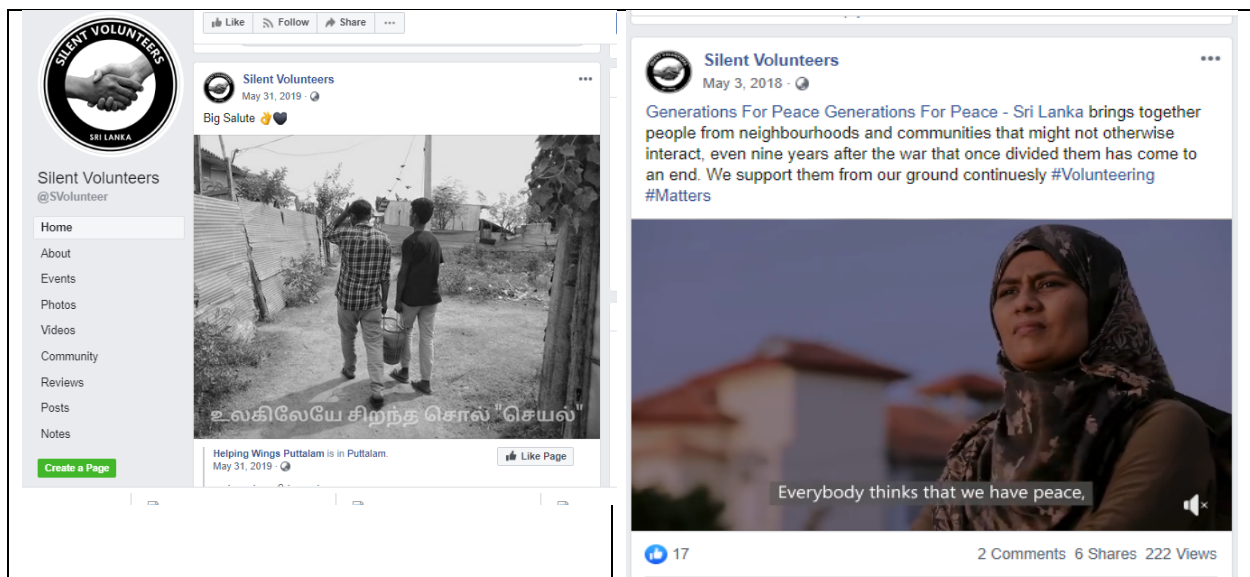 SILENT VOLUNTEERS
SRI LANKA
Silent Volunteers
@SVolunteer
Home
About
Events
Photos
Videos
Community
Reviews
Posts
Notes
Create a Page
Like Follow Share ...
Silent Volunteers
May 31, 2019 ·
Big Salute 👌🖤
உலகிலேயே சிறந்த சொல் "செயல்"
Helping Wings Puttalam is in Puttalam.
May 31, 2019 ·
Like Page
Silent Volunteers
May 3, 2018 ·
Generations For Peace Generations For Peace - Sri Lanka brings together
people from neighbourhoods and communities that might not otherwise
interact, even nine years after the war that once divided them has come to
an end. We support them from our ground continuesly #Volunteering
#Matters
Everybody thinks that we have peace,
17
2 Comments 6 Shares 222 Views